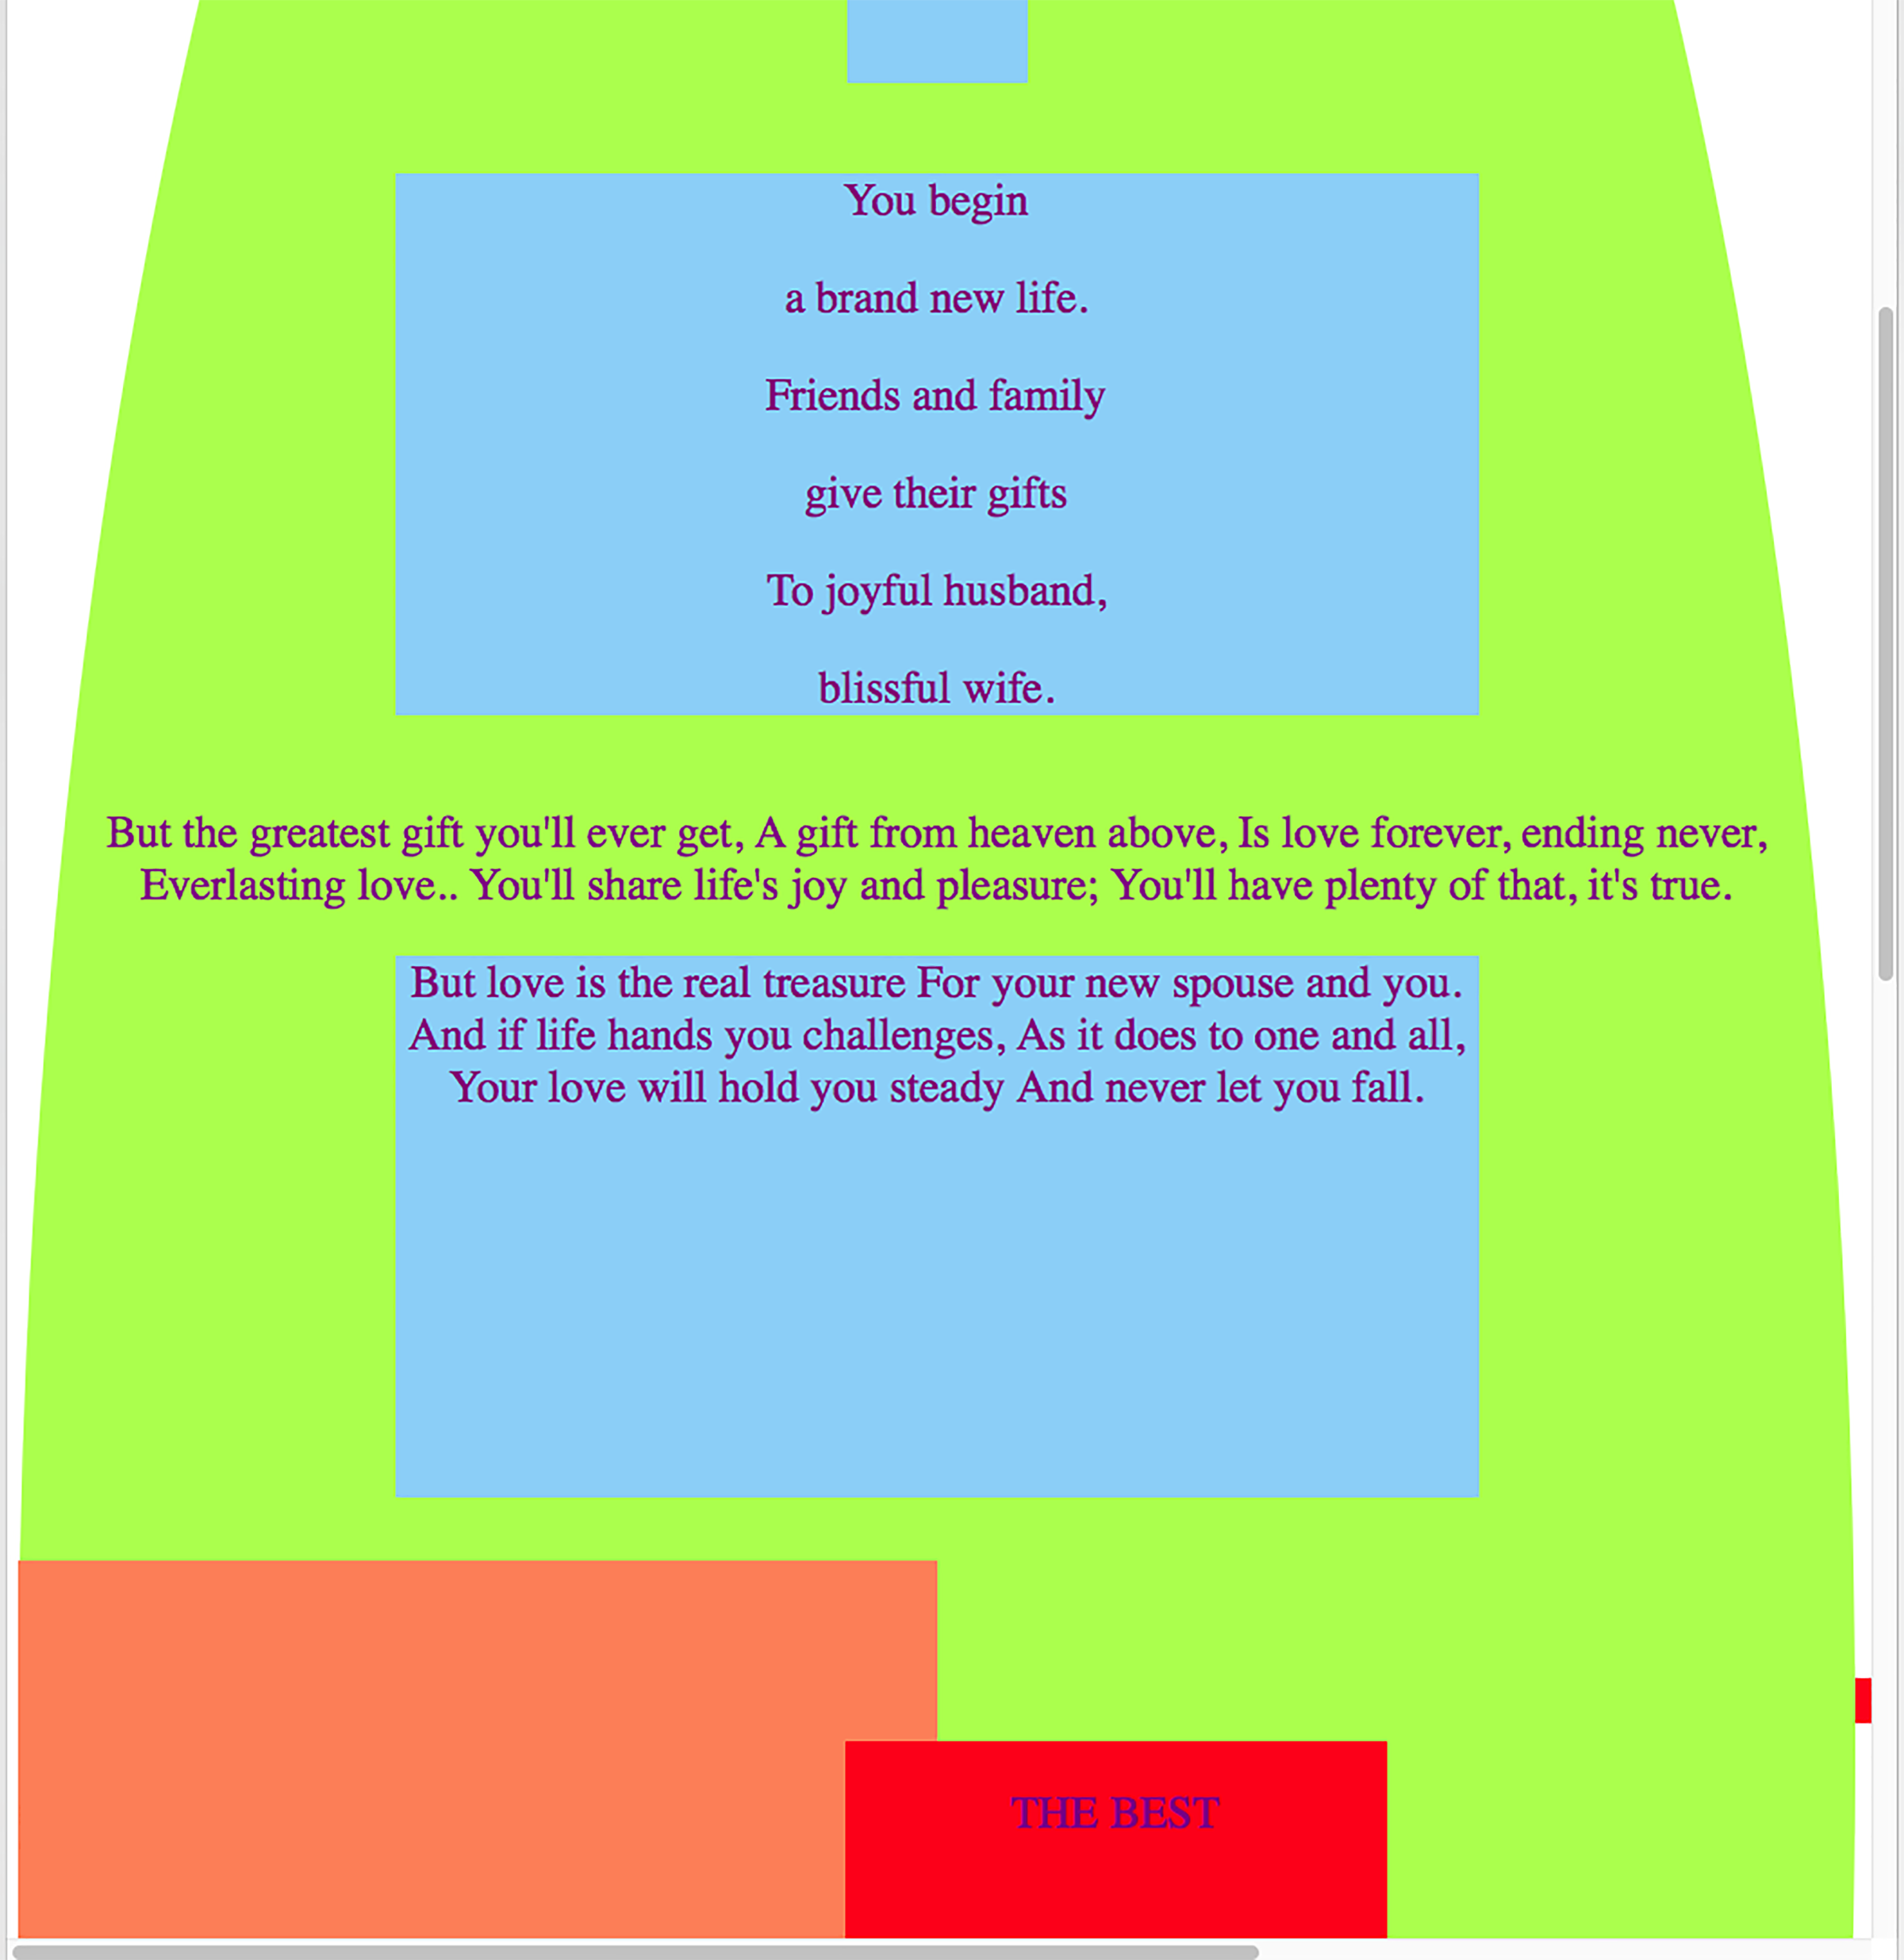 You begin
a brand new life.
Friends and family
give their gifts
To joyful husband,
blissful wife.
But the greatest gift you'll ever get, A gift from heaven above, Is love forever, ending never,
Everlasting love.. You'll share life's joy and pleasure; You'll have plenty of that, it's true.
But love is the real treasure For your new spouse and you.
And if life hands you challenges, As it does to one and all,
Your love will hold you steady And never let you fall.
THE BEST